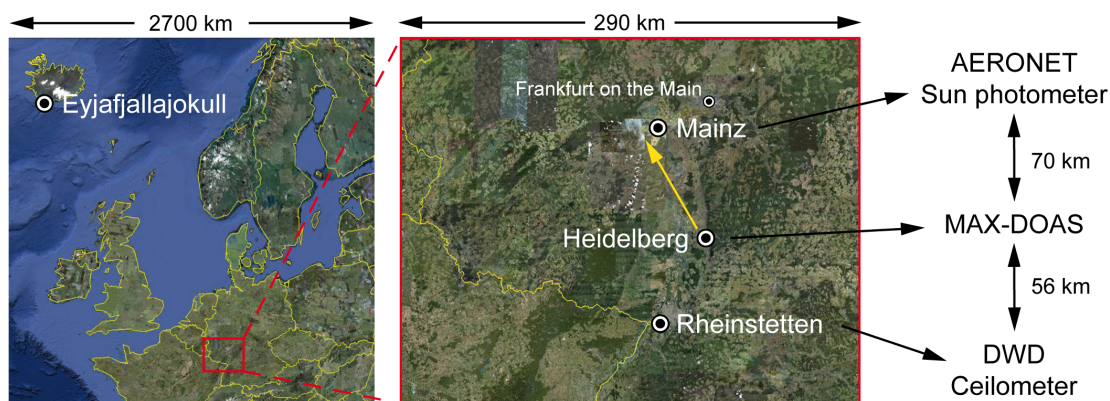 2700 km
290 km
Eyjafjallajokull
Frankfurt on the Main
Mainz
Heidelberg
Rheinstetten
AERONET
Sun photometer
70 km
MAX-DOAS
56 km
DWD
Ceilometer